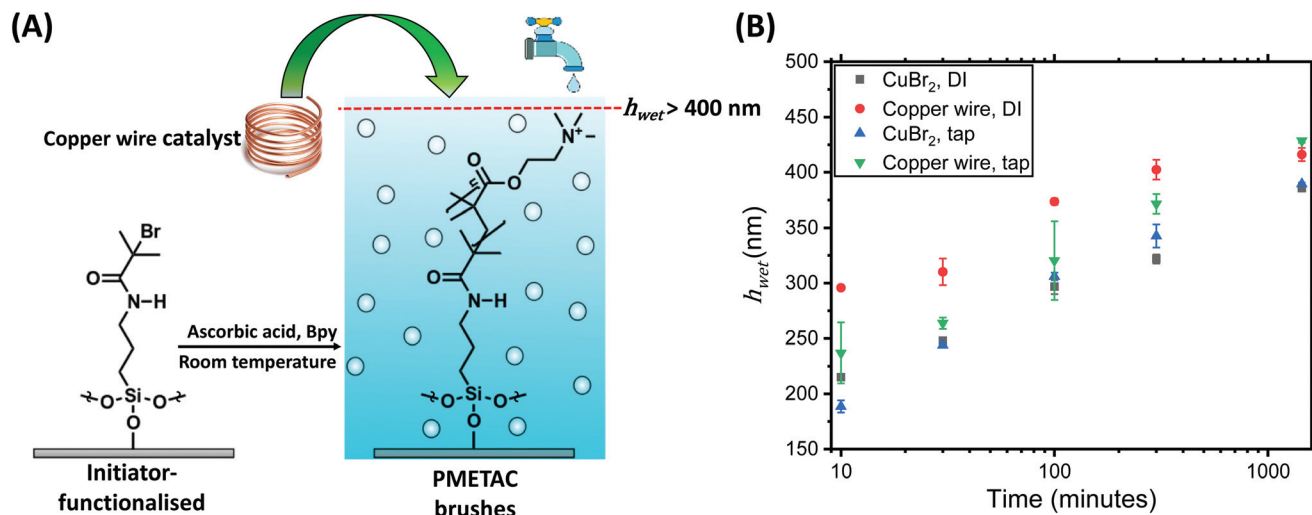 (A)
Copper wire catalyst
h_wet > 400 nm
N⁺
O
O
n
Br
O
N-H
O
N-H
Ascorbic acid, Bpy
Room temperature
Si
O O
O
Si
O O
O
Initiator-
functionalised
PMETAC
brushes
(B)
500
450
400
350
300
250
200
150
h_wet (nm)
CuBr₂, DI
Copper wire, DI
CuBr₂, tap
Copper wire, tap
10
100
1000
Time (minutes)